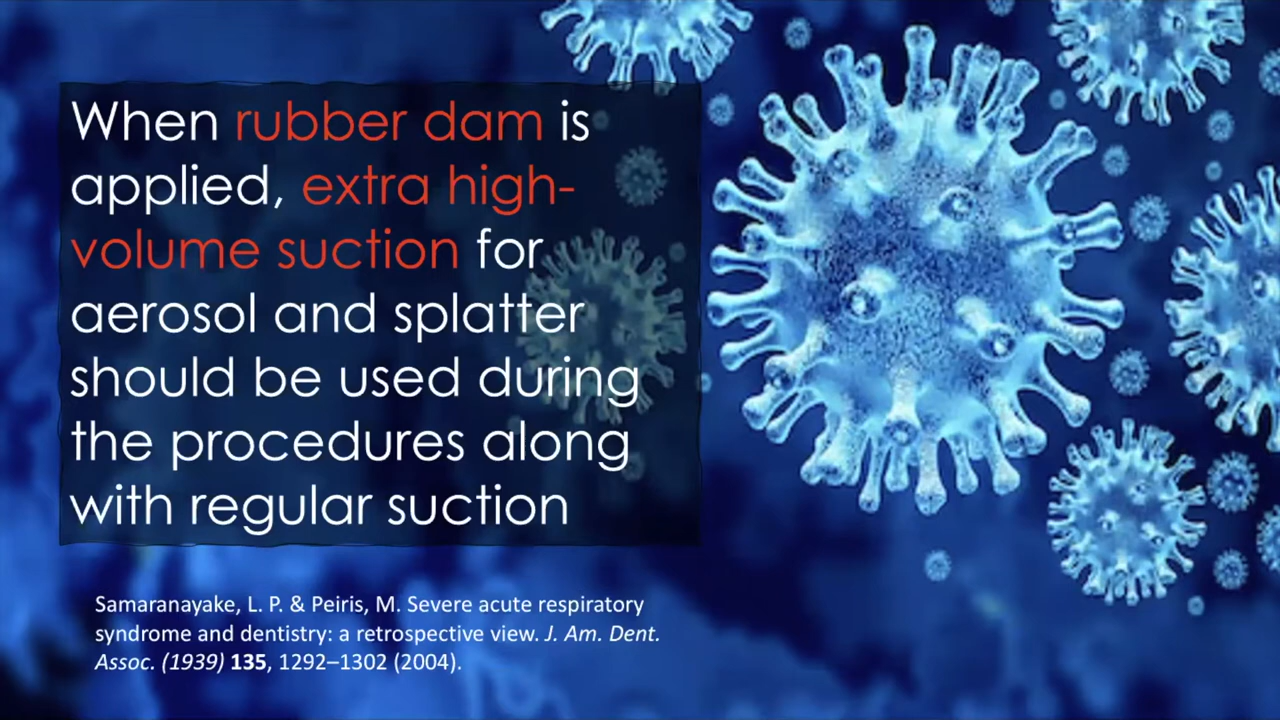 When rubber dam is
applied, extra high-
volume suction for
aerosol and splatter
should be used during
the procedures along
with regular suction
Samaranayake, L. P. & Peiris, M. Severe acute respiratory
syndrome and dentistry: a retrospective view. J. Am. Dent.
Assoc. (1939) 135, 1292–1302 (2004).